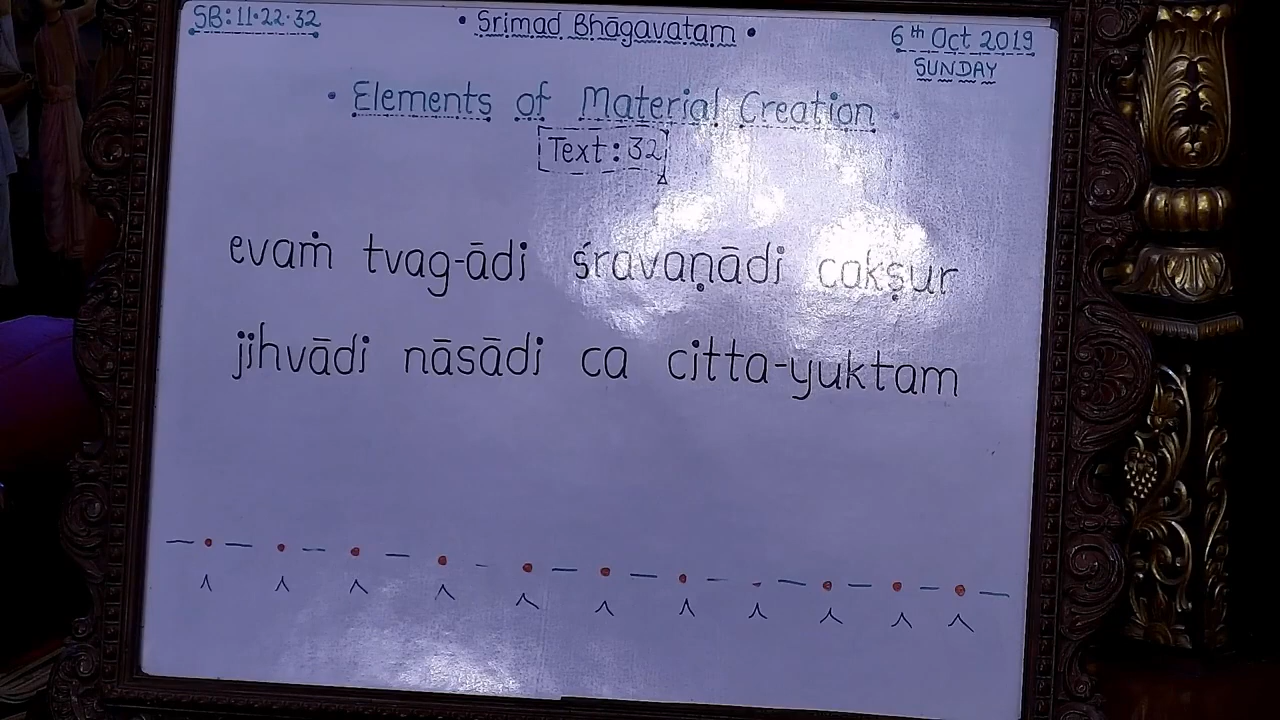 SB:11·22·32
• Srimad Bhāgavatam •
6th Oct 2019
SUNDAY
• Elements of Material Creation •
Text: 32
evaṁ tvag-ādi śravaṇādi cakṣur
jihvādi nāsādi ca citta-yuktam